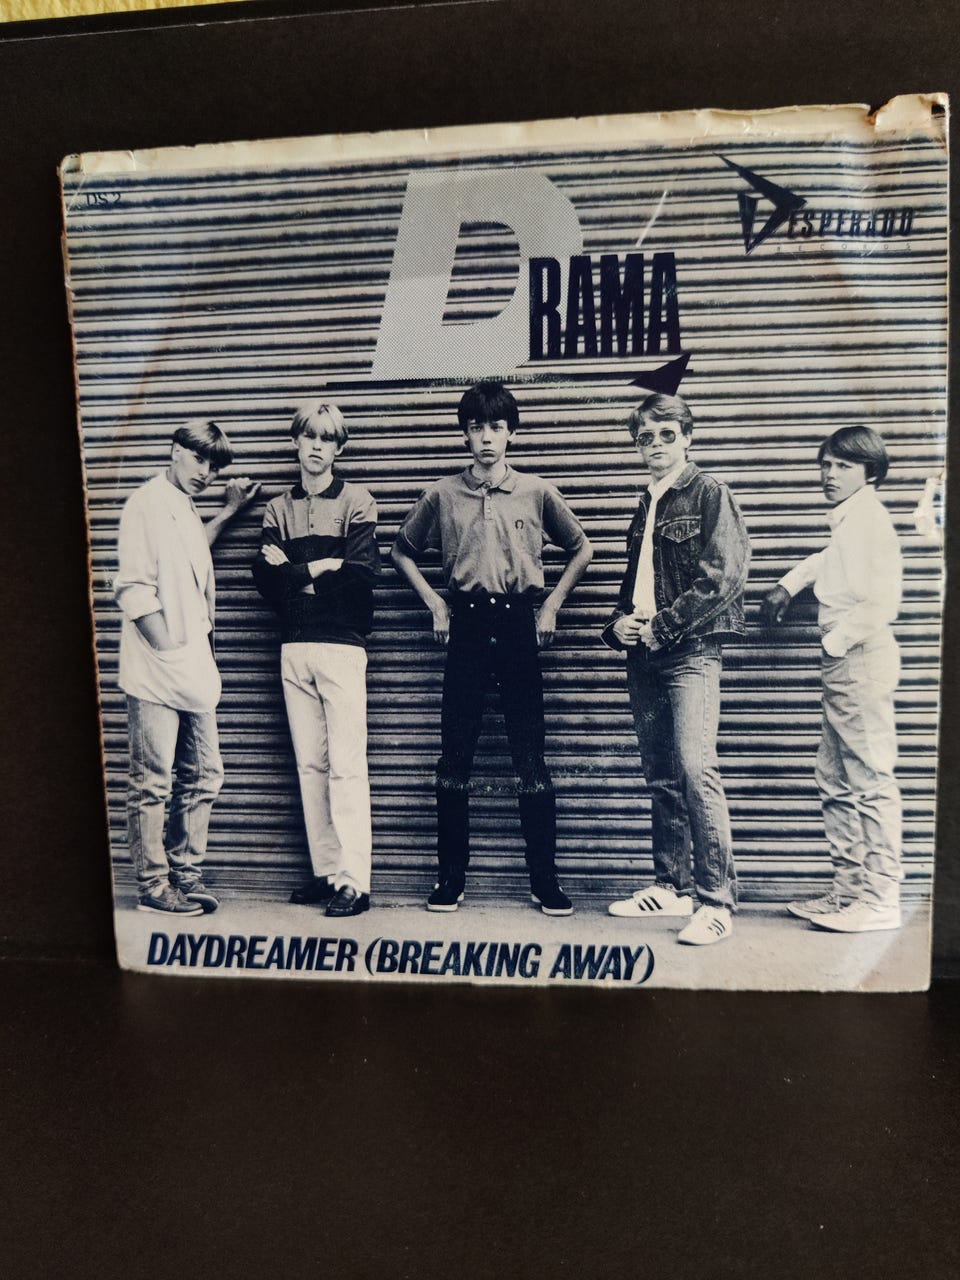 DS 2
DRAMA
DESPERADO
RECORDS
DAYDREAMER (BREAKING AWAY)